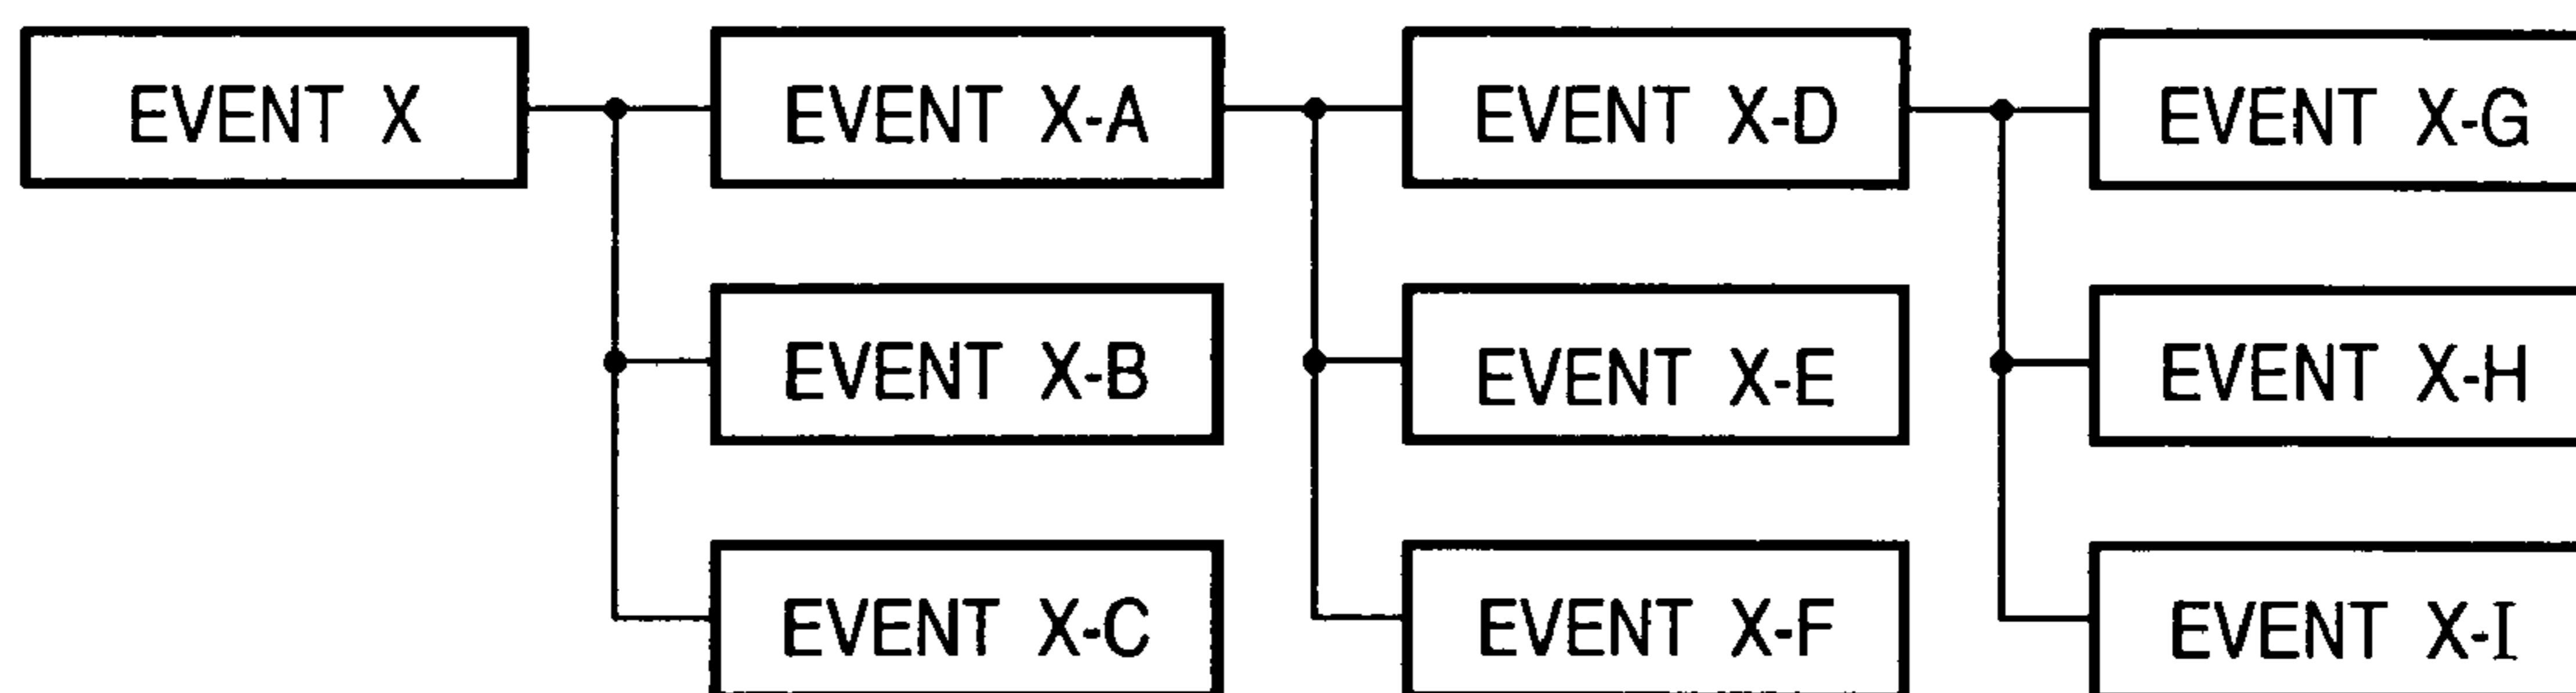 EVENT X
EVENT X-A
EVENT X-D
EVENT X-G
EVENT X-B
EVENT X-E
EVENT X-H
EVENT X-C
EVENT X-F
EVENT X-I